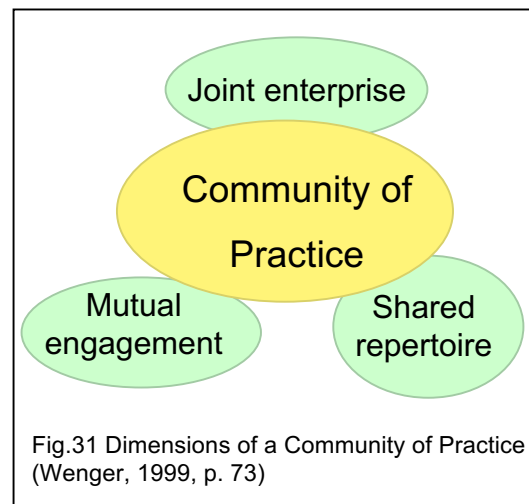 Joint enterprise
Community of
Practice
Mutual
engagement
Shared
repertoire
Fig.31 Dimensions of a Community of Practice
(Wenger, 1999, p. 73)